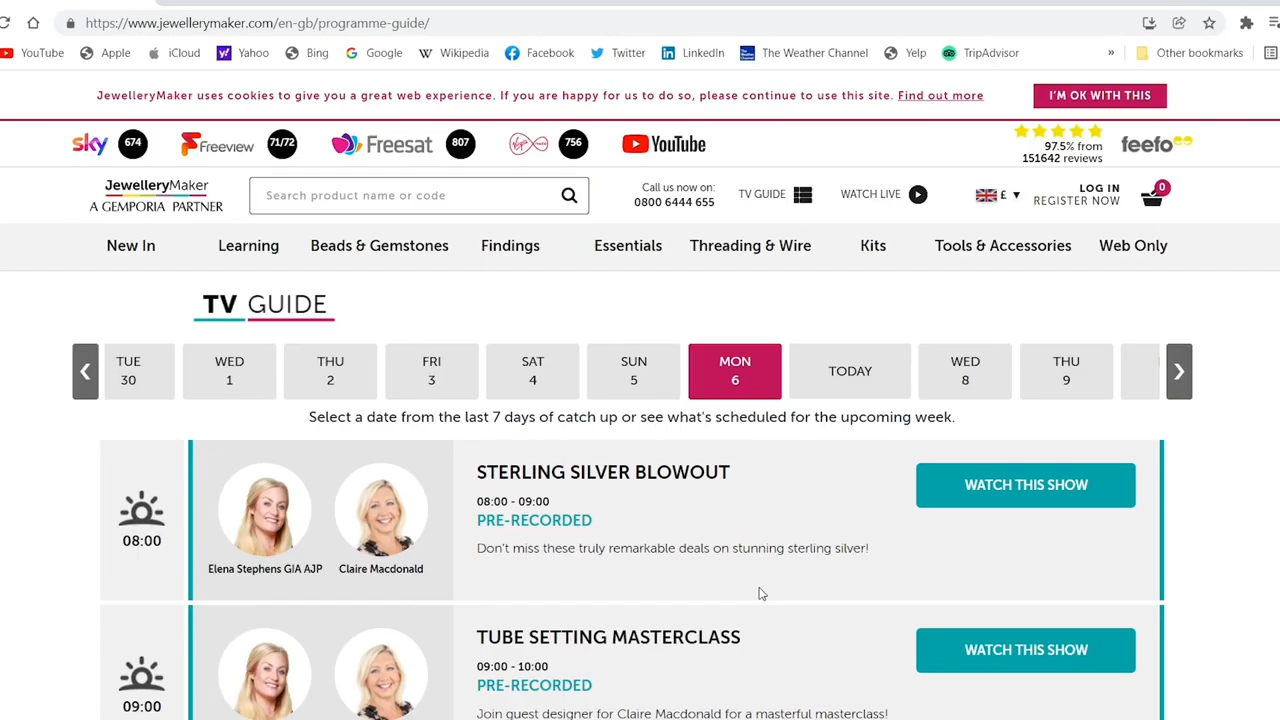 https://www.jewellerymaker.com/en-gb/programme-guide/
YouTube Apple iCloud Yahoo Bing Google Wikipedia Facebook Twitter LinkedIn The Weather Channel Yelp TripAdvisor » Other bookmarks
JewelleryMaker uses cookies to give you a great web experience. If you are happy for us to do so, please continue to use this site. Find out more
I'M OK WITH THIS
sky 674 Freeview 71/72 Freesat 807 756 YouTube
97.5% from
151642 reviews
feefo
JewelleryMaker
A GEMPORIA PARTNER
Search product name or code
Call us now on:
0800 6444 655
TV GUIDE
WATCH LIVE
£ ▼
LOG IN
REGISTER NOW
0
New In Learning Beads & Gemstones Findings Essentials Threading & Wire Kits Tools & Accessories Web Only
TV GUIDE
❮ TUE WED THU FRI SAT SUN MON TODAY WED THU ❯
30 1 2 3 4 5 6 8 9
Select a date from the last 7 days of catch up or see what's scheduled for the upcoming week.
08:00
Elena Stephens GIA AJP
Claire Macdonald
STERLING SILVER BLOWOUT
08:00 - 09:00
PRE-RECORDED
Don't miss these truly remarkable deals on stunning sterling silver!
WATCH THIS SHOW
09:00
TUBE SETTING MASTERCLASS
09:00 - 10:00
PRE-RECORDED
Join guest designer for Claire Macdonald for a masterful masterclass!
WATCH THIS SHOW